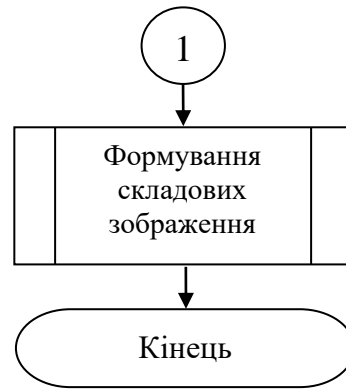 1
Формування
складових
зображення
Кінець